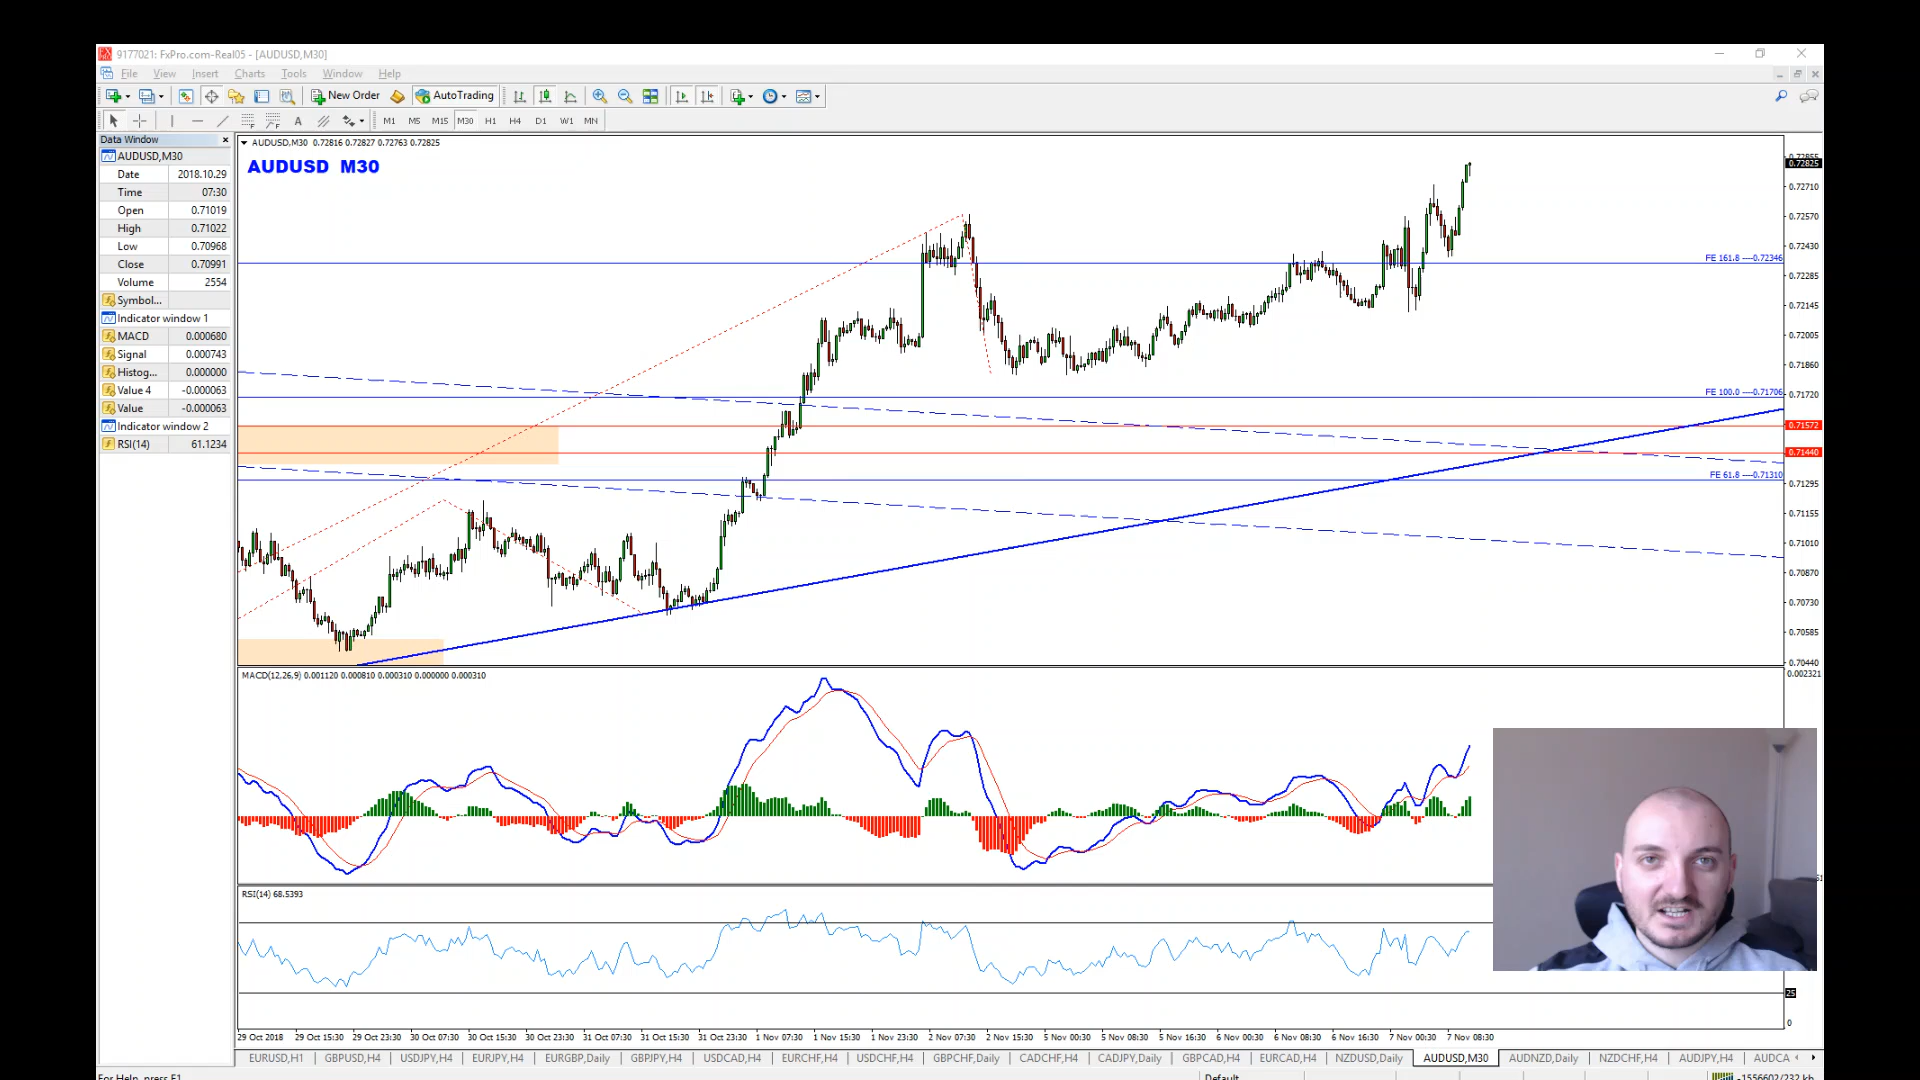 9177021: FxPro.com-Real05 - [AUDUSD,M30]
File View Insert Charts Tools Window Help
New Order AutoTrading
A M1 M5 M15 M30 H1 H4 D1 W1 MN
Data Window
AUDUSD,M30
Date 2018.10.29
Time 07:30
Open 0.71019
High 0.71022
Low 0.70968
Close 0.70991
Volume 2554
Symbol...
Indicator window 1
MACD 0.000680
Signal 0.000743
Histog... 0.000000
Value 4 -0.000063
Value -0.000063
Indicator window 2
RSI(14) 61.1234
AUDUSD,M30 0.72816 0.72827 0.72763 0.72825
AUDUSD M30
0.72855
0.72825
0.72710
0.72570
0.72430
FE 161.8 ----0.72346
0.72285
0.72145
0.72005
0.71860
FE 100.0 ----0.71706
0.71720
0.71572
0.71440
FE 61.8 ----0.71310
0.71295
0.71155
0.71010
0.70870
0.70730
0.70585
0.70440
MACD(12,26,9) 0.001120 0.000810 0.000310 0.000000 0.000310
0.002321
RSI(14) 68.5393
25
0
29 Oct 2018 29 Oct 15:30 29 Oct 23:30 30 Oct 07:30 30 Oct 15:30 30 Oct 23:30 31 Oct 07:30 31 Oct 15:30 31 Oct 23:30 1 Nov 07:30 1 Nov 15:30 1 Nov 23:30 2 Nov 07:30 2 Nov 15:30 5 Nov 00:30 5 Nov 08:30 5 Nov 16:30 6 Nov 00:30 6 Nov 08:30 6 Nov 16:30 7 Nov 00:30 7 Nov 08:30
EURUSD,H1 GBPUSD,H4 USDJPY,H4 EURJPY,H4 EURGBP,Daily GBPJPY,H4 USDCAD,H4 EURCHF,H4 USDCHF,H4 GBPCHF,Daily CADCHF,H4 CADJPY,Daily GBPCAD,H4 EURCAD,H4 NZDUSD,Daily AUDUSD,M30 AUDNZD,Daily NZDCHF,H4 AUDJPY,H4 AUDCA
For Help, press F1 Default 1556602/232 kb